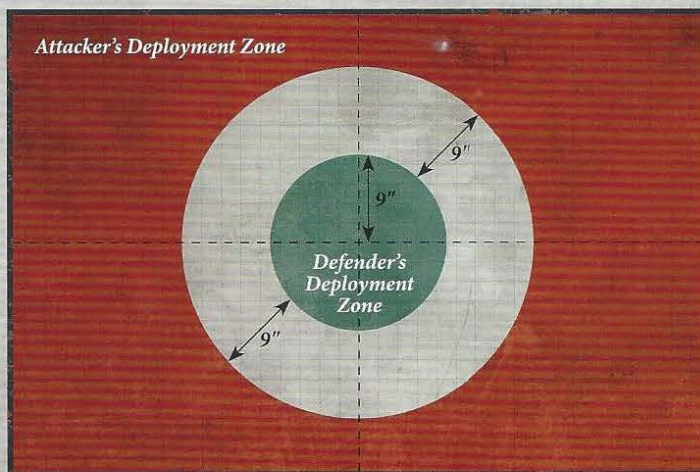 Attacker's Deployment Zone
9"
9"
Defender's
Deployment
Zone
9"